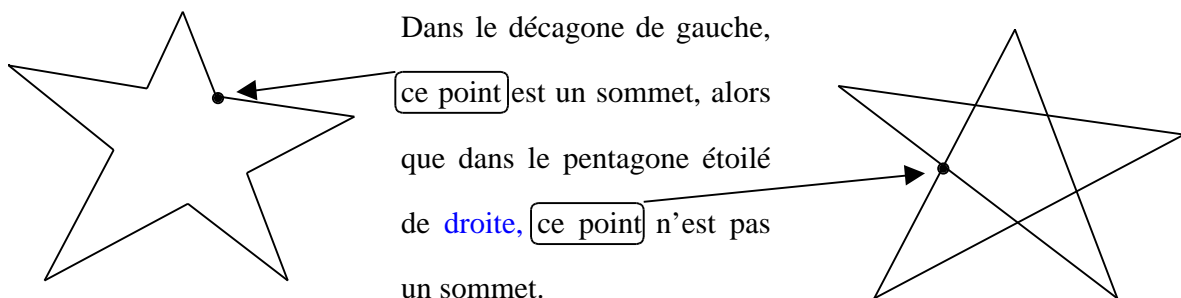 Dans le décagone de gauche,
ce point est un sommet, alors
que dans le pentagone étoilé
de droite, ce point n’est pas
un sommet.